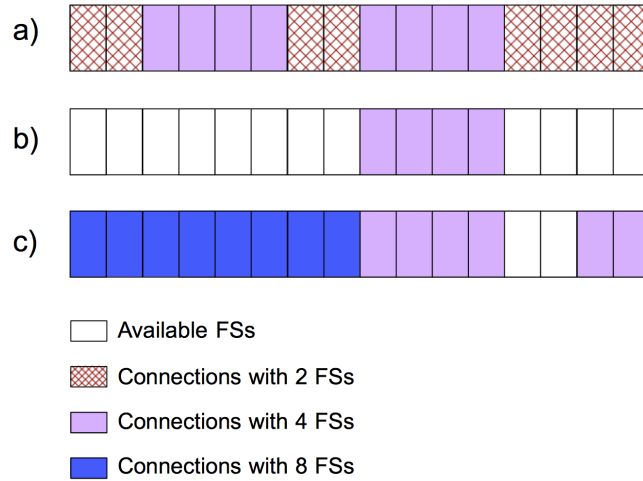 a)
b)
c)
Available FSs
Connections with 2 FSs
Connections with 4 FSs
Connections with 8 FSs